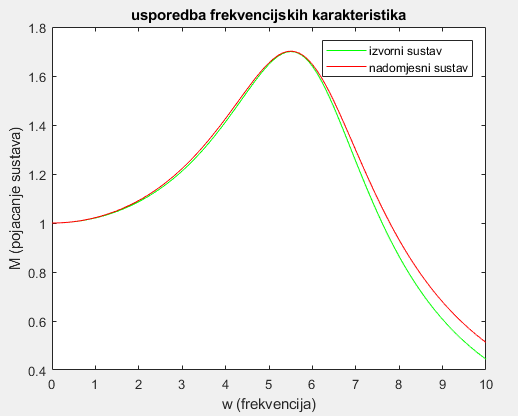 usporedba frekvencijskih karakteristika
izvorni sustav
nadomjesni sustav
M (pojacanje sustava)
1.8
1.6
1.4
1.2
1
0.8
0.6
0.4
0 1 2 3 4 5 6 7 8 9 10
w (frekvencija)